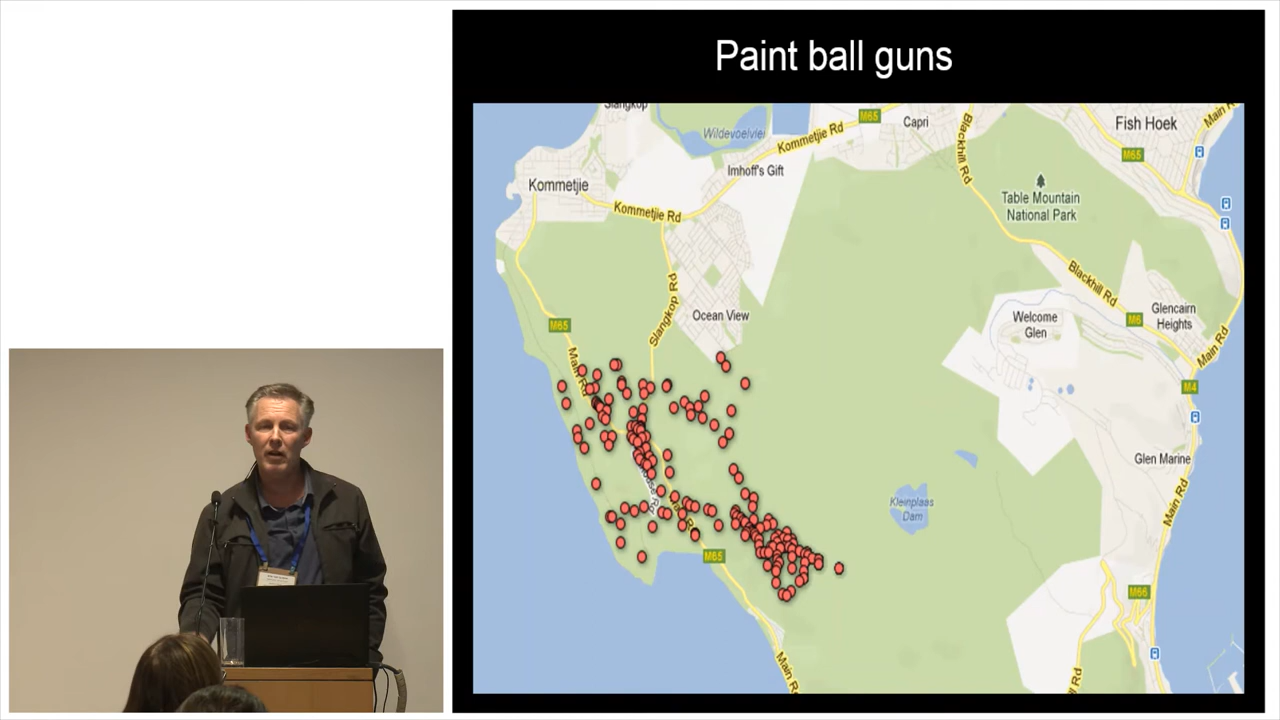 Paint ball guns
Slangkop
Wildevoelvlei
M65
Kommetjie Rd
Capri
Blackhill Rd
Fish Hoek
Main R
M65
Imhoff's Gift
Kommetjie
Kommetjie Rd
Table Mountain
National Park
Slangkop Rd
Ocean View
Blackhill Rd
Welcome
Glen
M6
Glencairn
Heights
Main Rd
M65
Main Rd
M4
Glen Marine
Kleinplaas
Dam
Main Rd
M65
M66
Main Rd